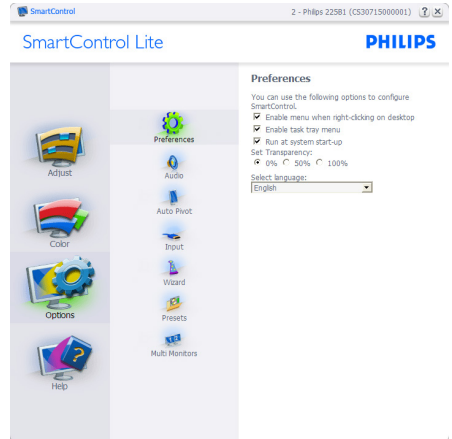 SmartControl
2 - Philips 225B1 (CS30715000001)
?
SmartControl Lite
PHILIPS
Adjust
Color
Options
Help
Preferences
Audio
Auto Pivot
Input
Wizard
Presets
Multi Monitors
Preferences
You can use the following options to configure
SmartControl.
Enable menu when right-clicking on desktop
Enable task tray menu
Run at system start-up
Set Transparency:
0% 50% 100%
Select language:
English